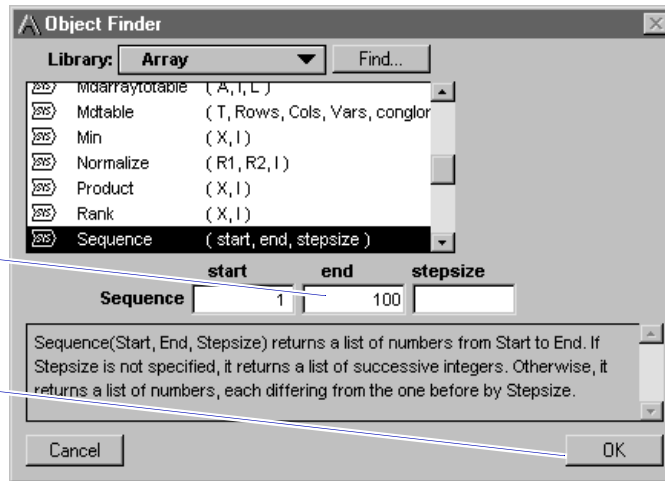 Object Finder
Library: Array Find...
Mdarraytotable ( A, I, L )
Mdtable ( T, Rows, Cols, Vars, conglor
Min ( X, I )
Normalize ( R1, R2, I )
Product ( X, I )
Rank ( X, I )
Sequence ( start, end, stepsize )
start end stepsize
Sequence 1 100
Sequence(Start, End, Stepsize) returns a list of numbers from Start to End. If
Stepsize is not specified, it returns a list of successive integers. Otherwise, it
returns a list of numbers, each differing from the one before by Stepsize.
Cancel OK